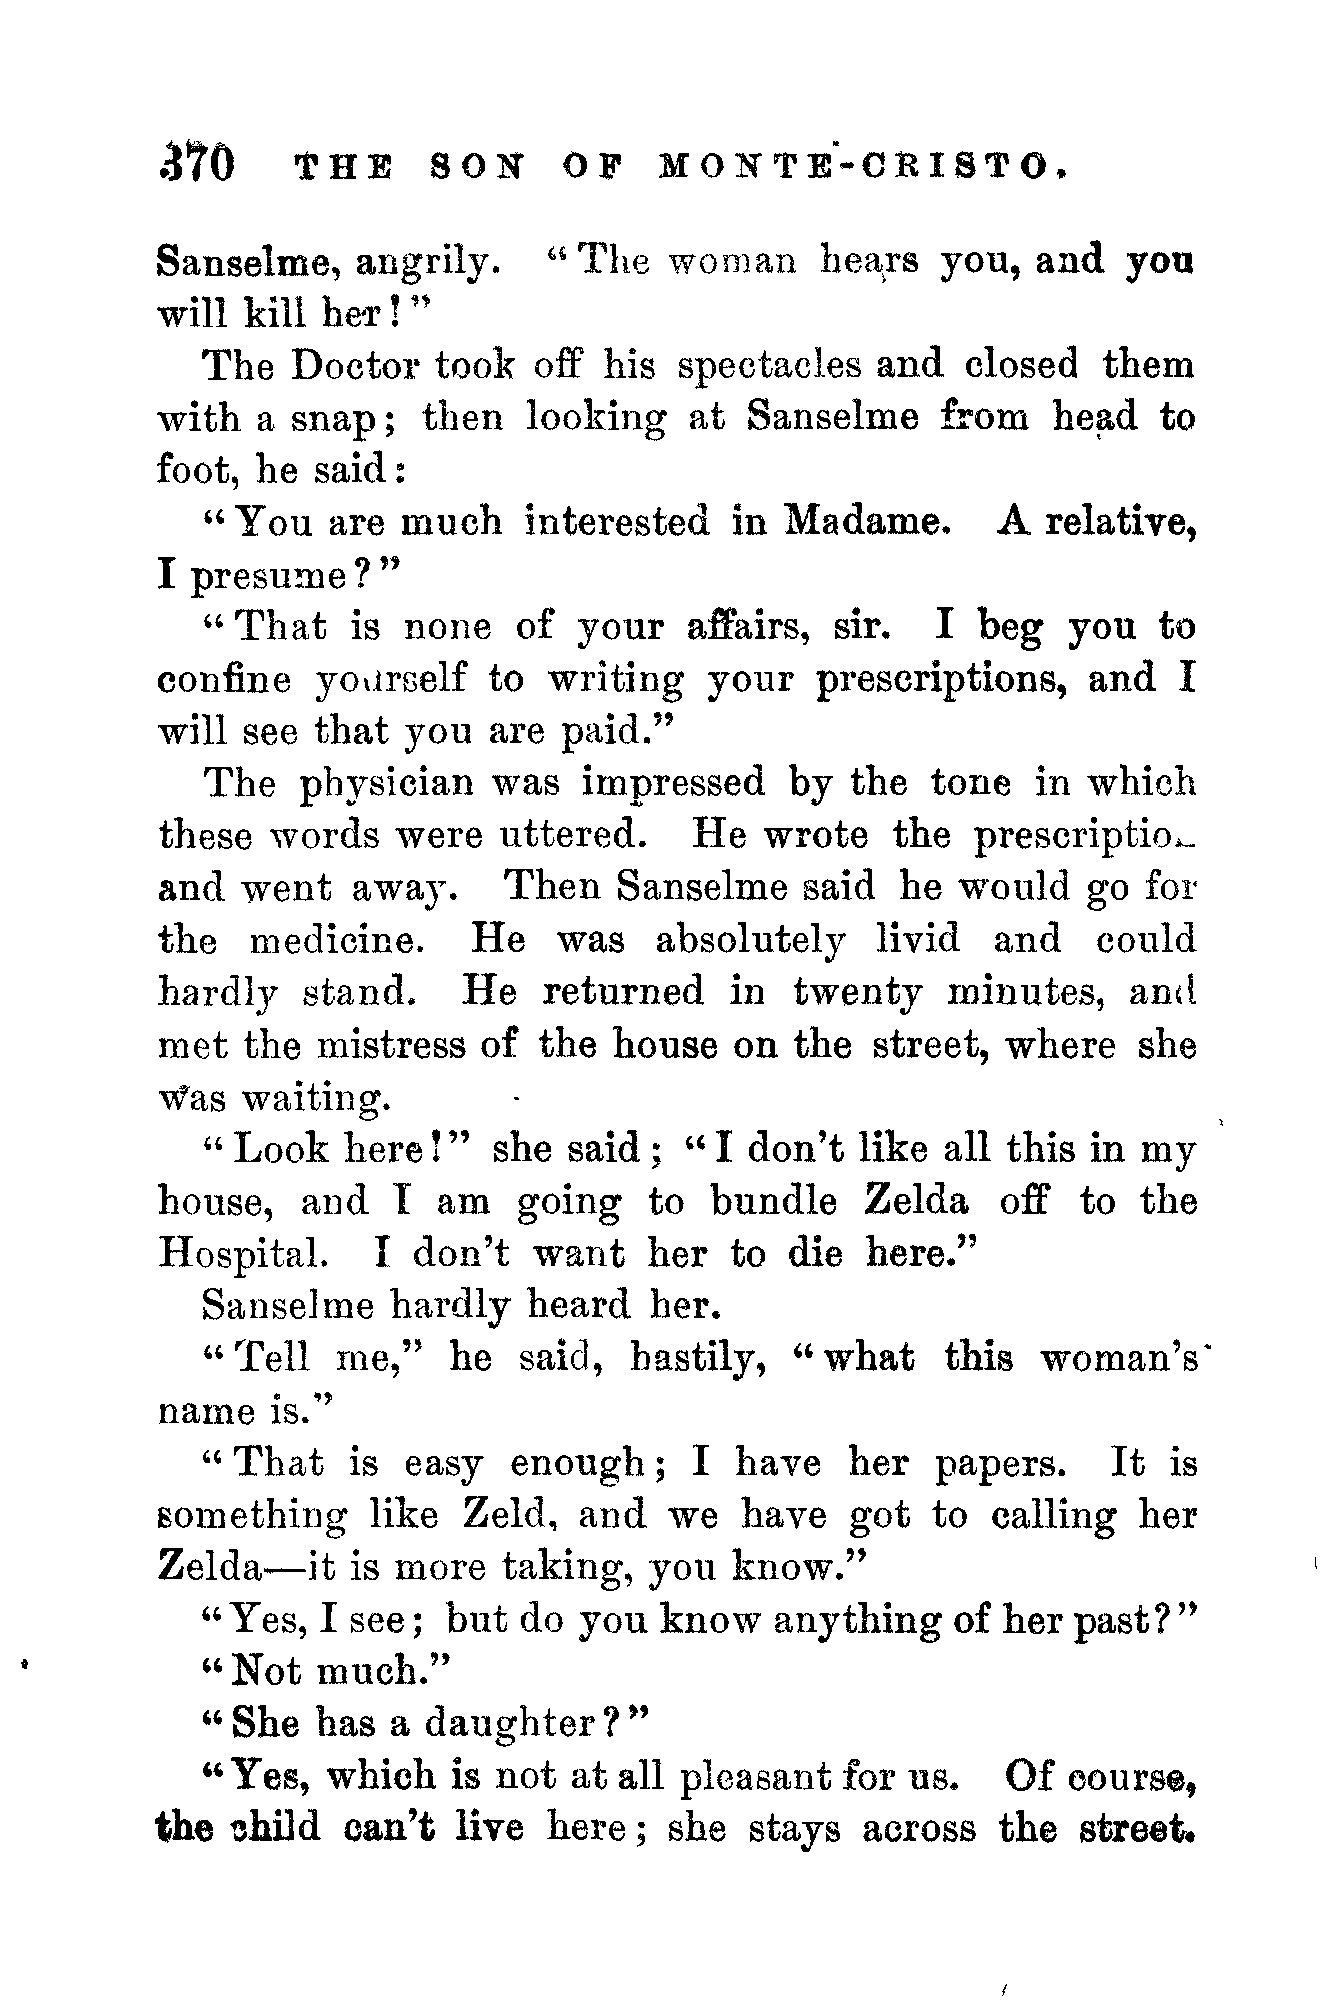 370 THE SON OF MONTE-CRISTO.
Sanselme, angrily. "The woman hears you, and you
will kill her!"
The Doctor took off his spectacles and closed them
with a snap; then looking at Sanselme from head to
foot, he said:
"You are much interested in Madame. A relative,
I presume?"
"That is none of your affairs, sir. I beg you to
confine yourself to writing your prescriptions, and I
will see that you are paid."
The physician was impressed by the tone in which
these words were uttered. He wrote the prescription
and went away. Then Sanselme said he would go for
the medicine. He was absolutely livid and could
hardly stand. He returned in twenty minutes, and
met the mistress of the house on the street, where she
was waiting.
"Look here!" she said; "I don't like all this in my
house, and I am going to bundle Zelda off to the
Hospital. I don't want her to die here."
Sanselme hardly heard her.
"Tell me," he said, hastily, "what this woman's
name is."
"That is easy enough; I have her papers. It is
something like Zeld, and we have got to calling her
Zelda—it is more taking, you know."
"Yes, I see; but do you know anything of her past?"
"Not much."
"She has a daughter?"
"Yes, which is not at all pleasant for us. Of course,
the child can't live here; she stays across the street.